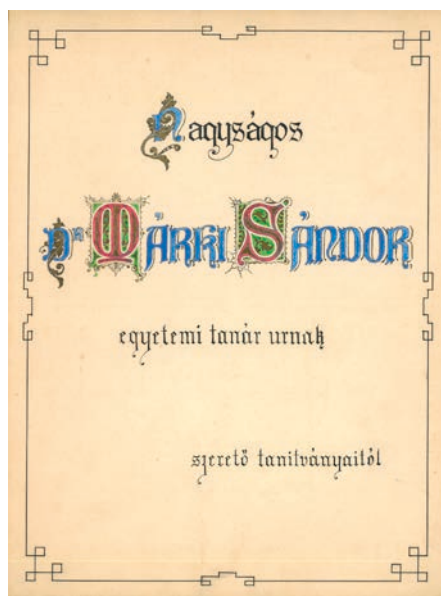 Nagyságos
Dr MÁRKI SÁNDOR
egyetemi tanár urnak
szerető tanitványaitól